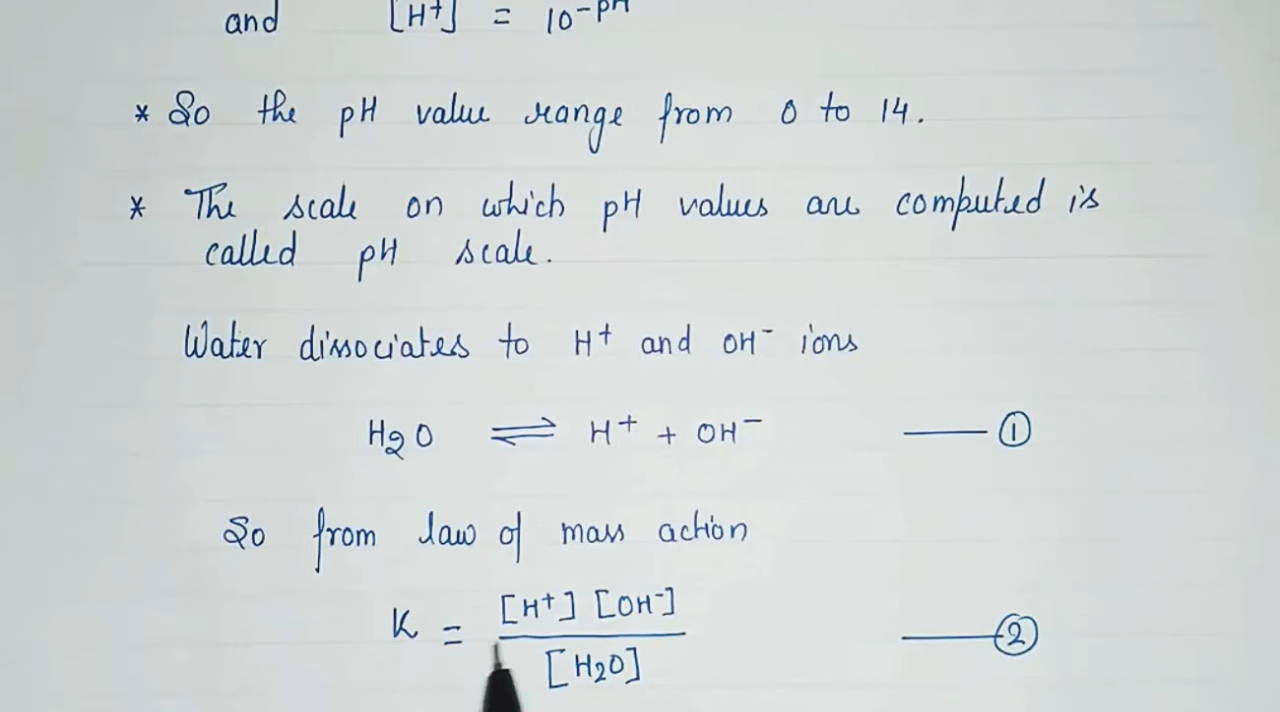 and [H⁺] = 10⁻ᵖᴴ
* So the pH value range from 0 to 14.
* The scale on which pH values are computed is
called pH scale.
Water dissociates to H⁺ and OH⁻ ions
H₂O ⇌ H⁺ + OH⁻ —— ①
So from law of mass action
K = [H⁺] [OH⁻] —— ②
[H₂O]